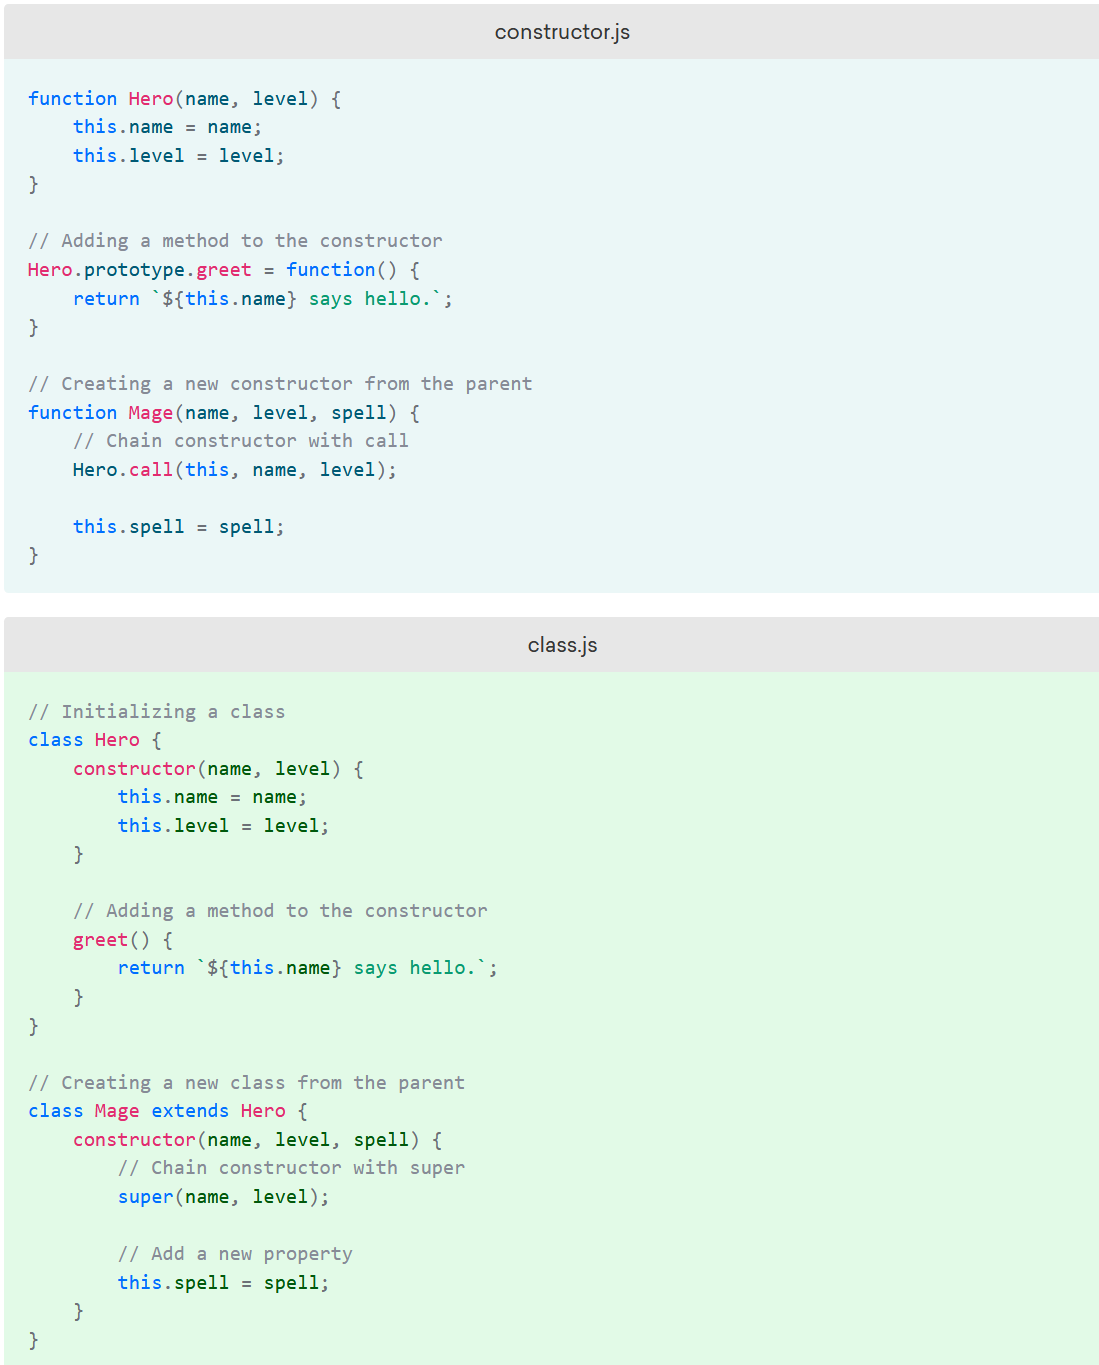 constructor.js
function Hero(name, level) {
    this.name = name;
    this.level = level;
}
// Adding a method to the constructor
Hero.prototype.greet = function() {
    return `${this.name} says hello.`;
}
// Creating a new constructor from the parent
function Mage(name, level, spell) {
    // Chain constructor with call
    Hero.call(this, name, level);
    this.spell = spell;
}
class.js
// Initializing a class
class Hero {
    constructor(name, level) {
        this.name = name;
        this.level = level;
    }
    // Adding a method to the constructor
    greet() {
        return `${this.name} says hello.`;
    }
}
// Creating a new class from the parent
class Mage extends Hero {
    constructor(name, level, spell) {
        // Chain constructor with super
        super(name, level);
        // Add a new property
        this.spell = spell;
    }
}